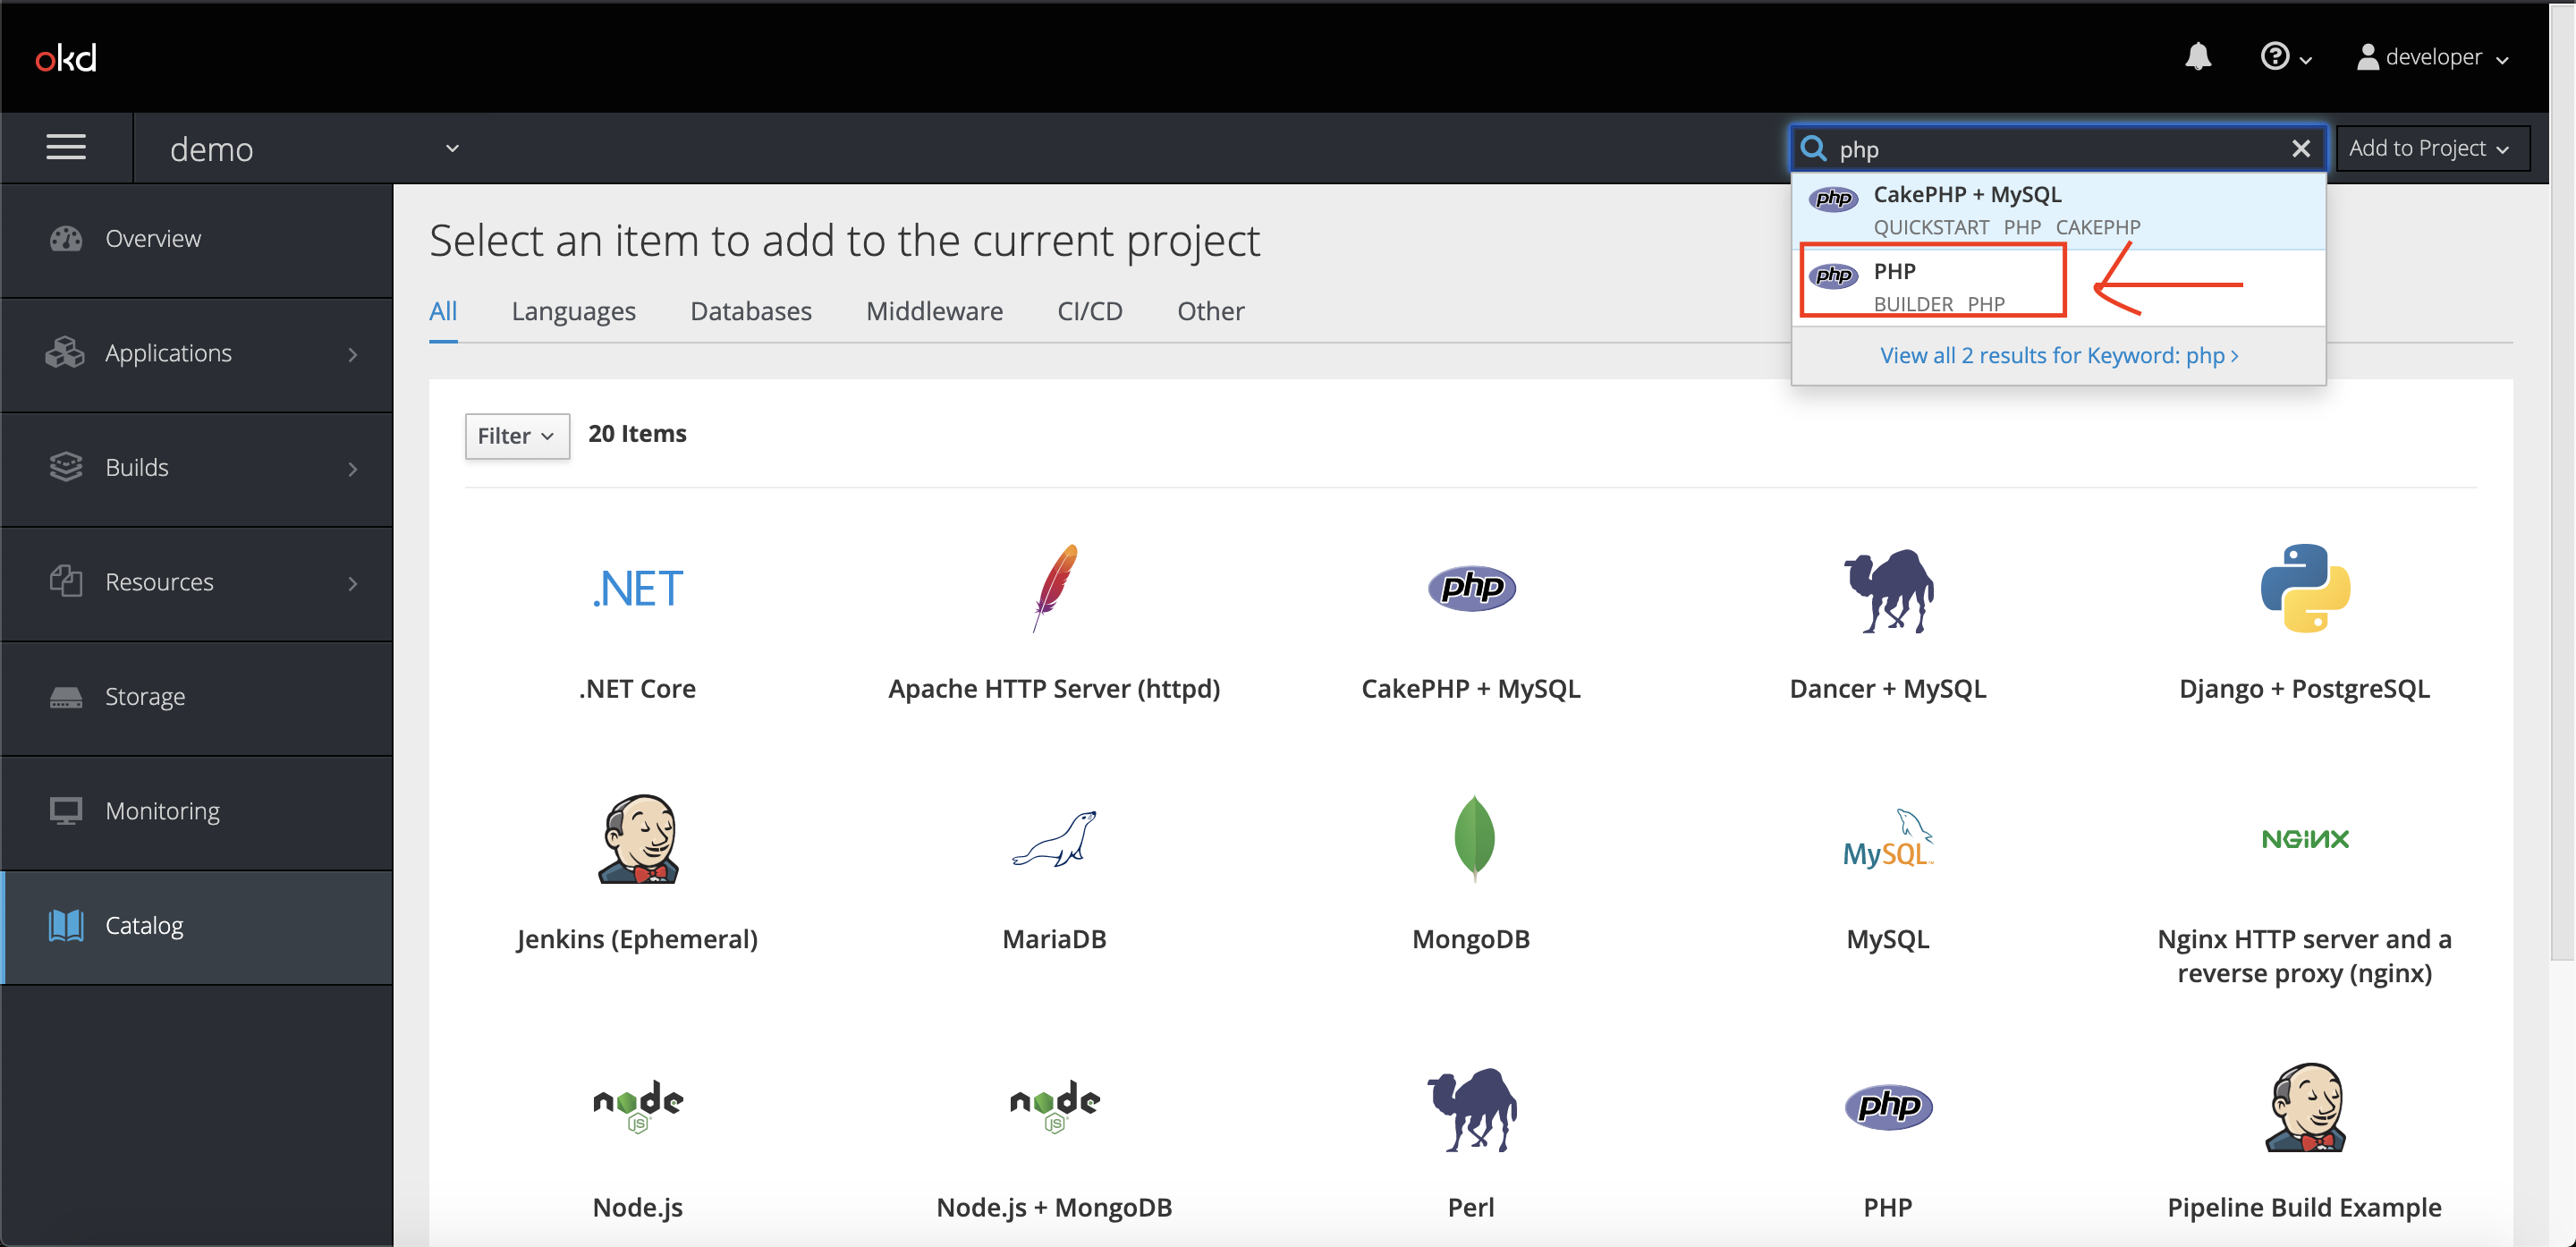 okd
developer
demo
php
Add to Project
CakePHP + MySQL
QUICKSTART PHP CAKEPHP
PHP
BUILDER PHP
View all 2 results for Keyword: php
Overview
Applications
Builds
Resources
Storage
Monitoring
Catalog
Select an item to add to the current project
All Languages Databases Middleware CI/CD Other
Filter 20 Items
.NET php
.NET Core Apache HTTP Server (httpd) CakePHP + MySQL Dancer + MySQL Django + PostgreSQL
MySQL NGINX
Jenkins (Ephemeral) MariaDB MongoDB MySQL Nginx HTTP server and a
reverse proxy (nginx)
node JS node JS php
Node.js Node.js + MongoDB Perl PHP Pipeline Build Example